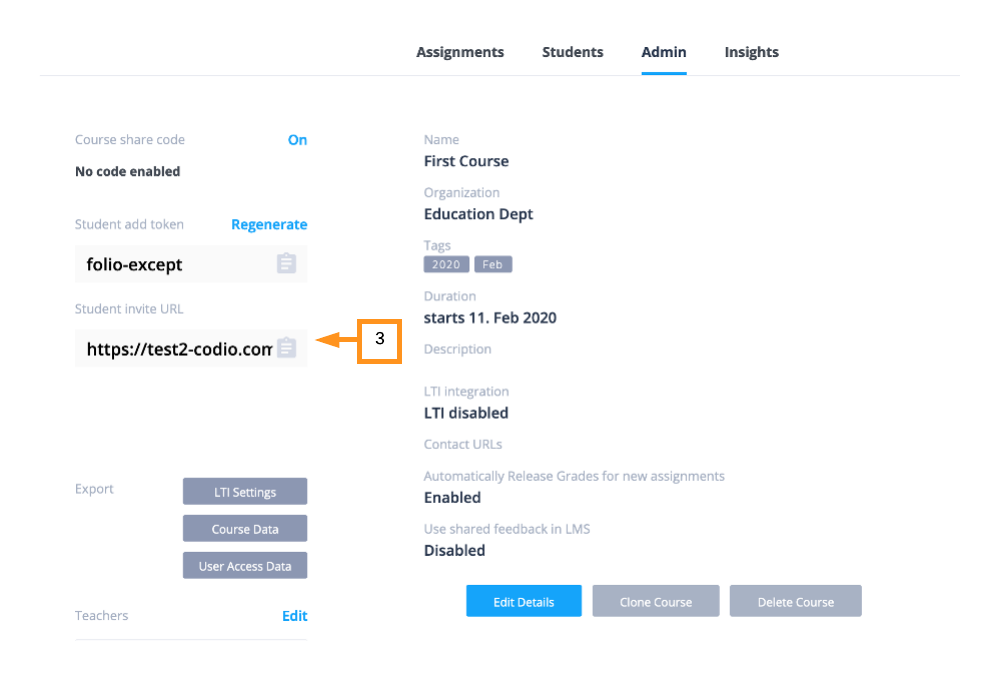 Assignments Students Admin Insights
Course share code On
No code enabled
Student add token Regenerate
folio-except
Student invite URL
https://test2-codio.com
3
Export LTI Settings
Course Data
User Access Data
Teachers Edit
Name
First Course
Organization
Education Dept
Tags
2020 Feb
Duration
starts 11. Feb 2020
Description
LTI integration
LTI disabled
Contact URLs
Automatically Release Grades for new assignments
Enabled
Use shared feedback in LMS
Disabled
Edit Details Clone Course Delete Course